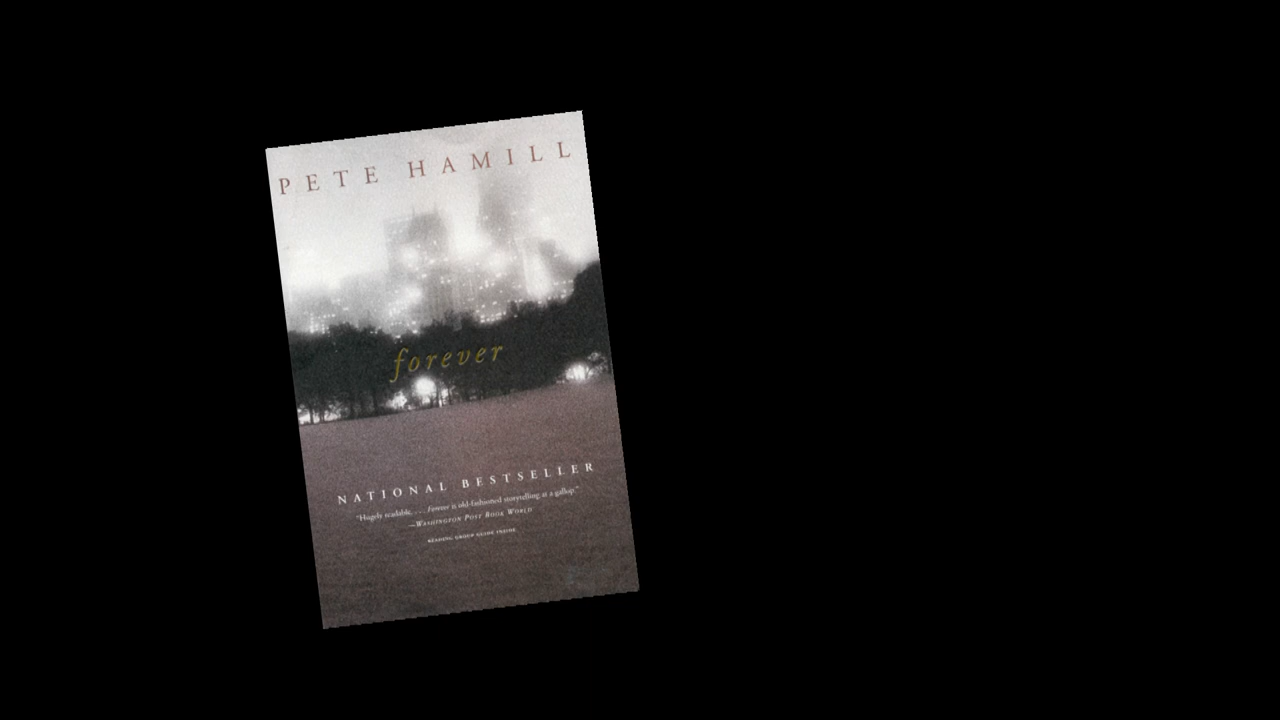 PETE HAMILL
forever
NATIONAL BESTSELLER
"Hugely readable. . . . Forever is old-fashioned storytelling at a gallop."
—WASHINGTON POST BOOK WORLD
READING GROUP GUIDE INSIDE